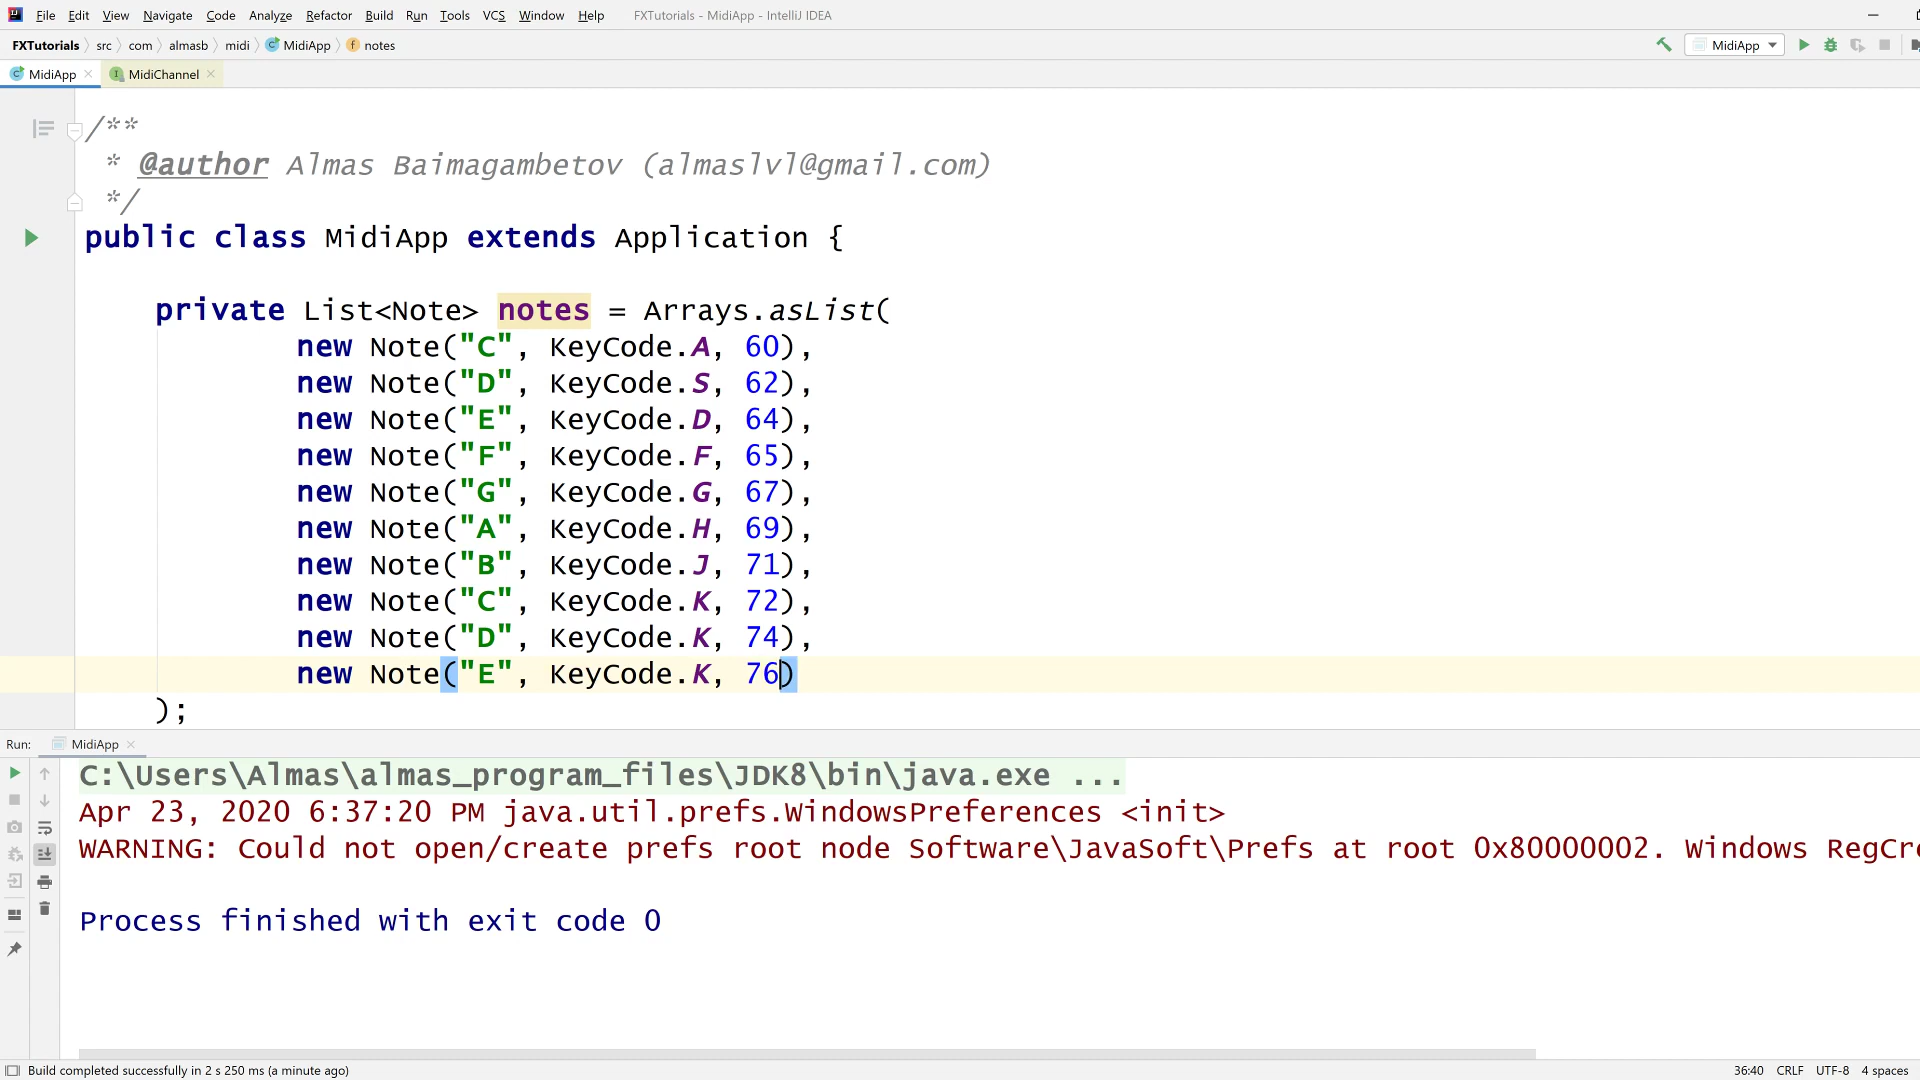 File Edit View Navigate Code Analyze Refactor Build Run Tools VCS Window Help FXTutorials - MidiApp - IntelliJ IDEA
FXTutorials src com almasb midi MidiApp notes MidiApp
MidiApp MidiChannel
/**
* @author Almas Baimagambetov (almaslvl@gmail.com)
*/
public class MidiApp extends Application {
private List<Note> notes = Arrays.asList(
new Note("C", KeyCode.A, 60),
new Note("D", KeyCode.S, 62),
new Note("E", KeyCode.D, 64),
new Note("F", KeyCode.F, 65),
new Note("G", KeyCode.G, 67),
new Note("A", KeyCode.H, 69),
new Note("B", KeyCode.J, 71),
new Note("C", KeyCode.K, 72),
new Note("D", KeyCode.K, 74),
new Note("E", KeyCode.K, 76)
);
Run: MidiApp
C:\Users\Almas\almas_program_files\JDK8\bin\java.exe ...
Apr 23, 2020 6:37:20 PM java.util.prefs.WindowsPreferences <init>
WARNING: Could not open/create prefs root node Software\JavaSoft\Prefs at root 0x80000002. Windows RegCre
Process finished with exit code 0
Build completed successfully in 2 s 250 ms (a minute ago) 36:40 CRLF UTF-8 4 spaces